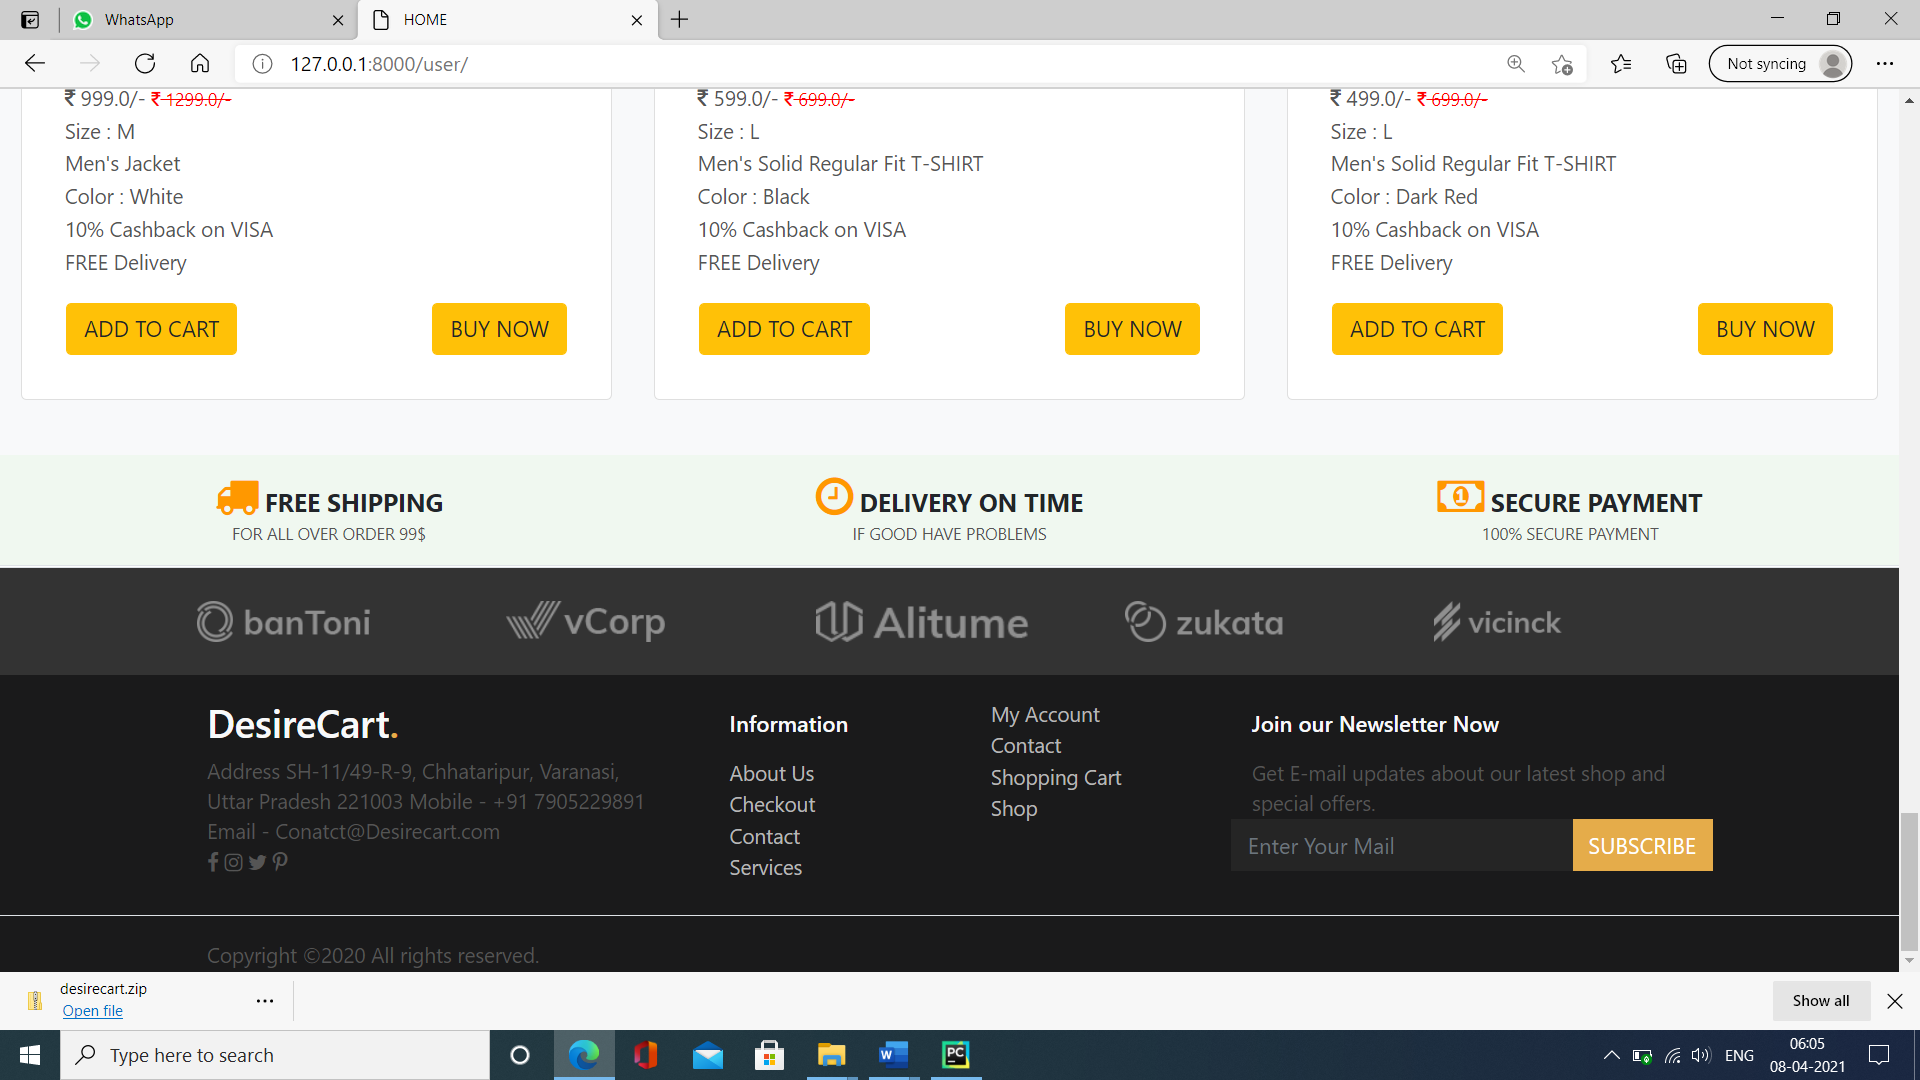 WhatsApp
HOME
127.0.0.1:8000/user/
Not syncing
₹ 999.0/- ₹ 1299.0/-
Size : M
Men's Jacket
Color : White
10% Cashback on VISA
FREE Delivery
ADD TO CART
BUY NOW
₹ 599.0/- ₹ 699.0/-
Size : L
Men's Solid Regular Fit T-SHIRT
Color : Black
10% Cashback on VISA
FREE Delivery
ADD TO CART
BUY NOW
₹ 499.0/- ₹ 699.0/-
Size : L
Men's Solid Regular Fit T-SHIRT
Color : Dark Red
10% Cashback on VISA
FREE Delivery
ADD TO CART
BUY NOW
FREE SHIPPING
FOR ALL OVER ORDER 99$
DELIVERY ON TIME
IF GOOD HAVE PROBLEMS
1
SECURE PAYMENT
100% SECURE PAYMENT
banToni
vCorp
Alitume
zukata
vicinck
DesireCart.
Address SH-11/49-R-9, Chhataripur, Varanasi,
Uttar Pradesh 221003 Mobile - +91 7905229891
Email - Conatct@Desirecart.com
Information
About Us
Checkout
Contact
Services
My Account
Contact
Shopping Cart
Shop
Join our Newsletter Now
Get E-mail updates about our latest shop and
special offers.
Enter Your Mail
SUBSCRIBE
Copyright ©2020 All rights reserved.
desirecart.zip
Open file
Show all
Type here to search
W
PC
ENG
06:05
08-04-2021